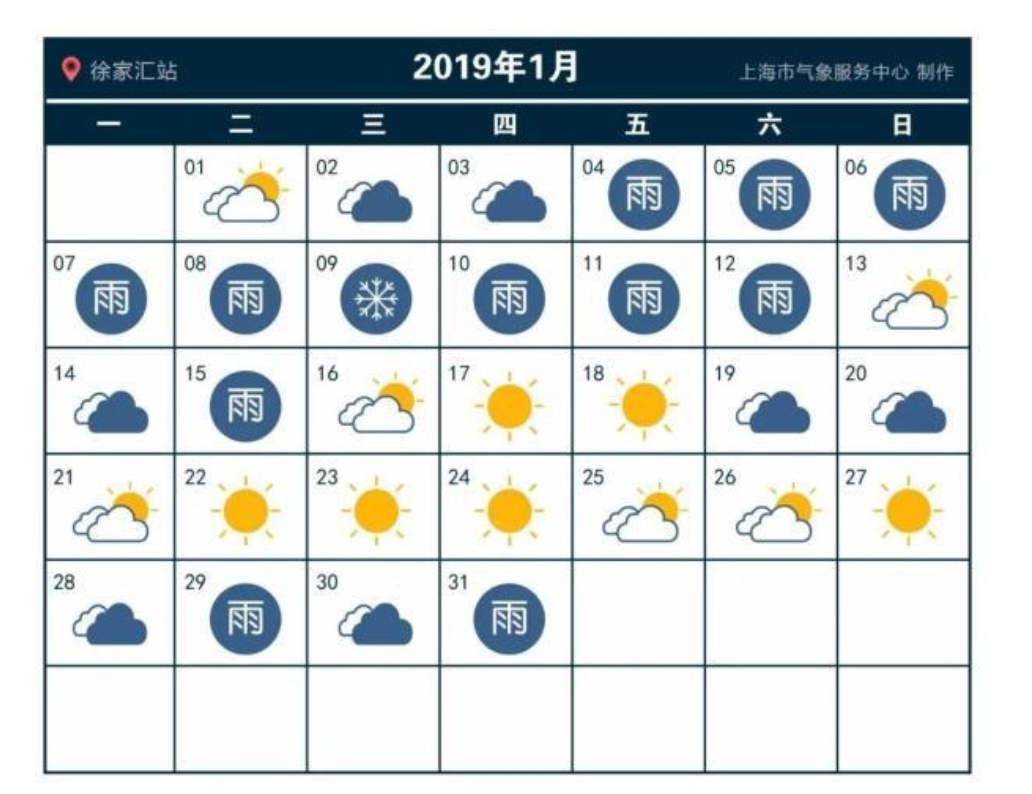 徐家汇站 2019年1月 上海市气象服务中心 制作
一 二 三 四 五 六 日
01 02 03 04 雨 05 雨 06 雨
07 雨 08 雨 09 10 雨 11 雨 12 雨 13
14 15 雨 16 17 18 19 20
21 22 23 24 25 26 27
28 29 雨 30 31 雨